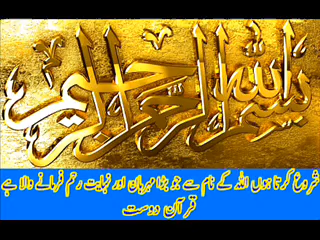 بسم الله الرحمن الرحيم
شروع کرتا ہوں اللہ کے نام سے جو بڑا مہربان اور نہایت رحم فرمانے والا ہے
قرآن دوست